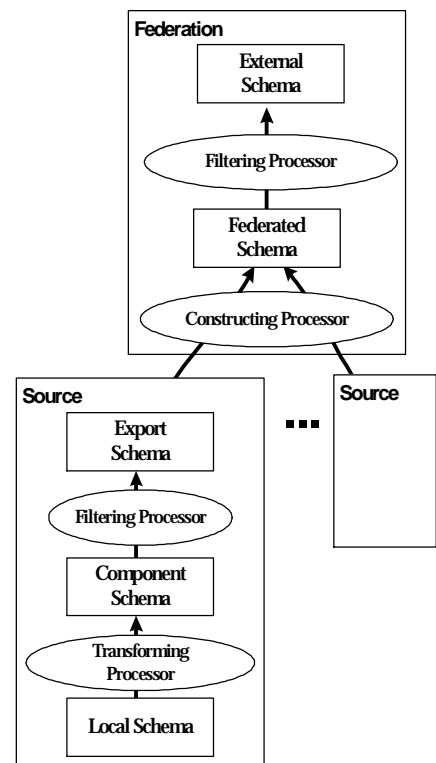 Federation
External
Schema
Filtering Processor
Federated
Schema
Constructing Processor
Source
Source
Export
Schema
Filtering Processor
Component
Schema
Transforming
Processor
Local Schema